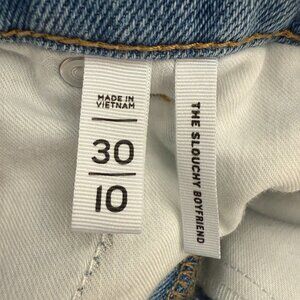 MADE IN
VIETNAM
30
10
THE SLOUCHY BOYFRIEND